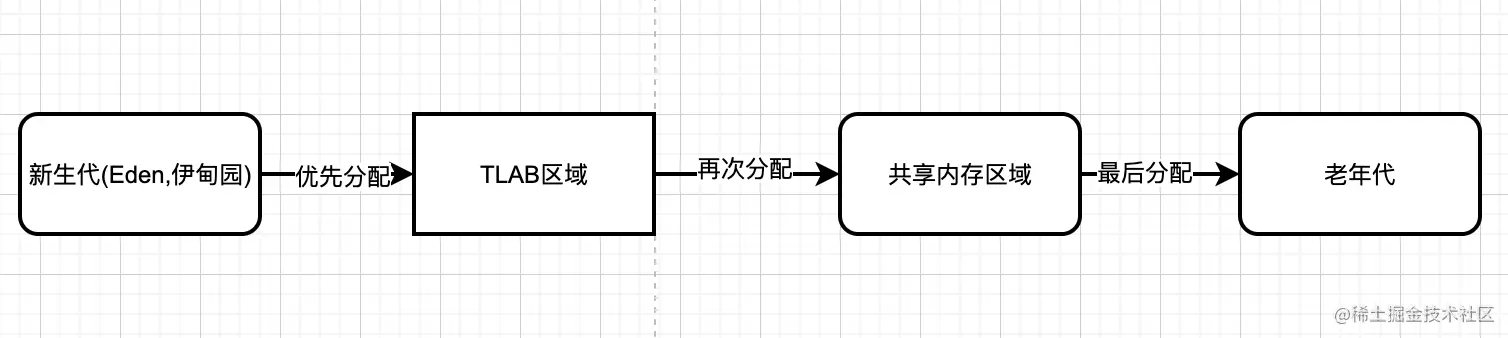 新生代(Eden,伊甸园)
优先分配
TLAB区域
再次分配
共享内存区域
最后分配
老年代
@稀土掘金技术社区